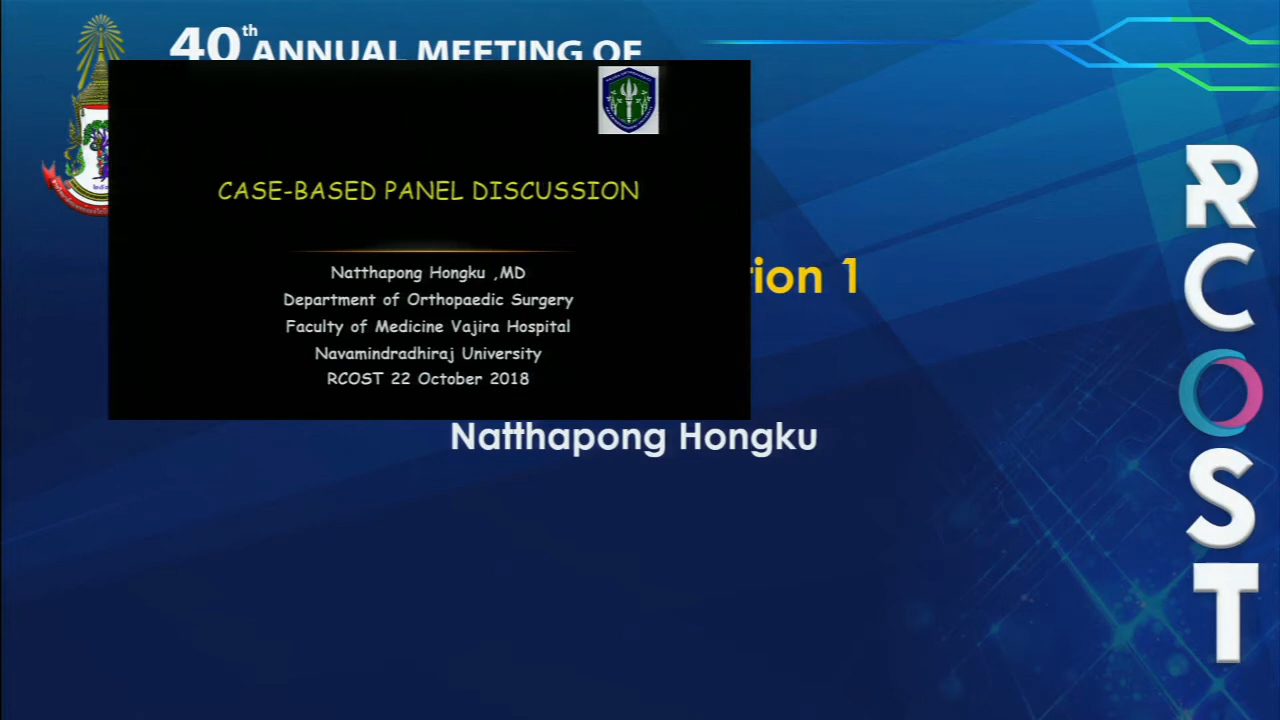 40th ANNUAL MEETING OF
CASE-BASED PANEL DISCUSSION
Natthapong Hongku ,MD
Department of Orthopaedic Surgery
Faculty of Medicine Vajira Hospital
Navamindradhiraj University
RCOST 22 October 2018
tion 1
Natthapong Hongku
RCOST